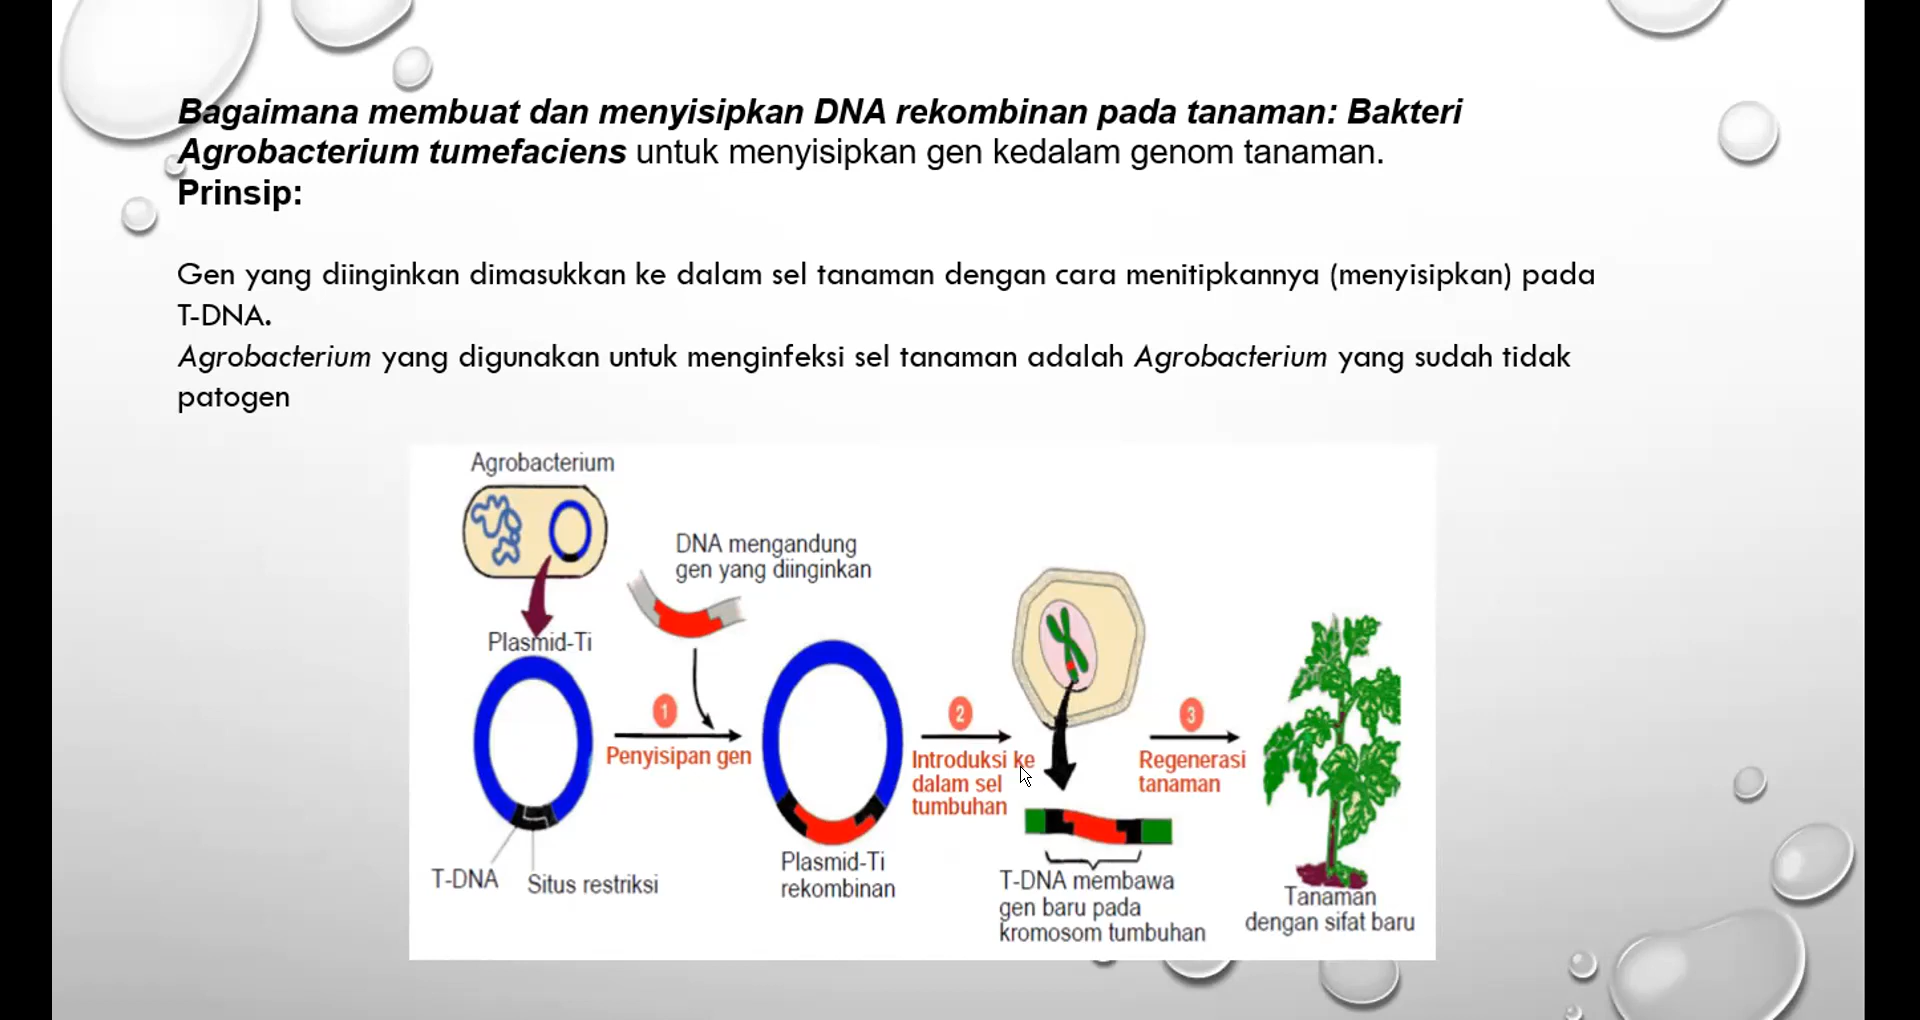 Bagaimana membuat dan menyisipkan DNA rekombinan pada tanaman: Bakteri
Agrobacterium tumefaciens untuk menyisipkan gen kedalam genom tanaman.
Prinsip:
Gen yang diinginkan dimasukkan ke dalam sel tanaman dengan cara menitipkannya (menyisipkan) pada
T-DNA.
Agrobacterium yang digunakan untuk menginfeksi sel tanaman adalah Agrobacterium yang sudah tidak
patogen
Agrobacterium
DNA mengandung
gen yang diinginkan
Plasmid-Ti
1
Penyisipan gen
T-DNA
Situs restriksi
Plasmid-Ti
rekombinan
2
Introduksi ke
dalam sel
tumbuhan
T-DNA membawa
gen baru pada
kromosom tumbuhan
3
Regenerasi
tanaman
Tanaman
dengan sifat baru